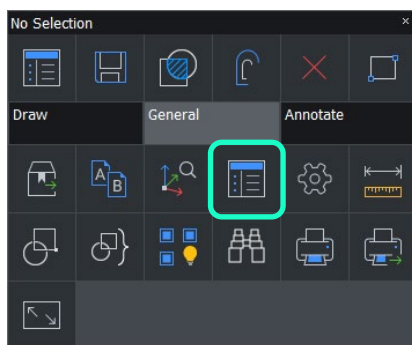 No Selection
×
Draw
General
Annotate
A
B